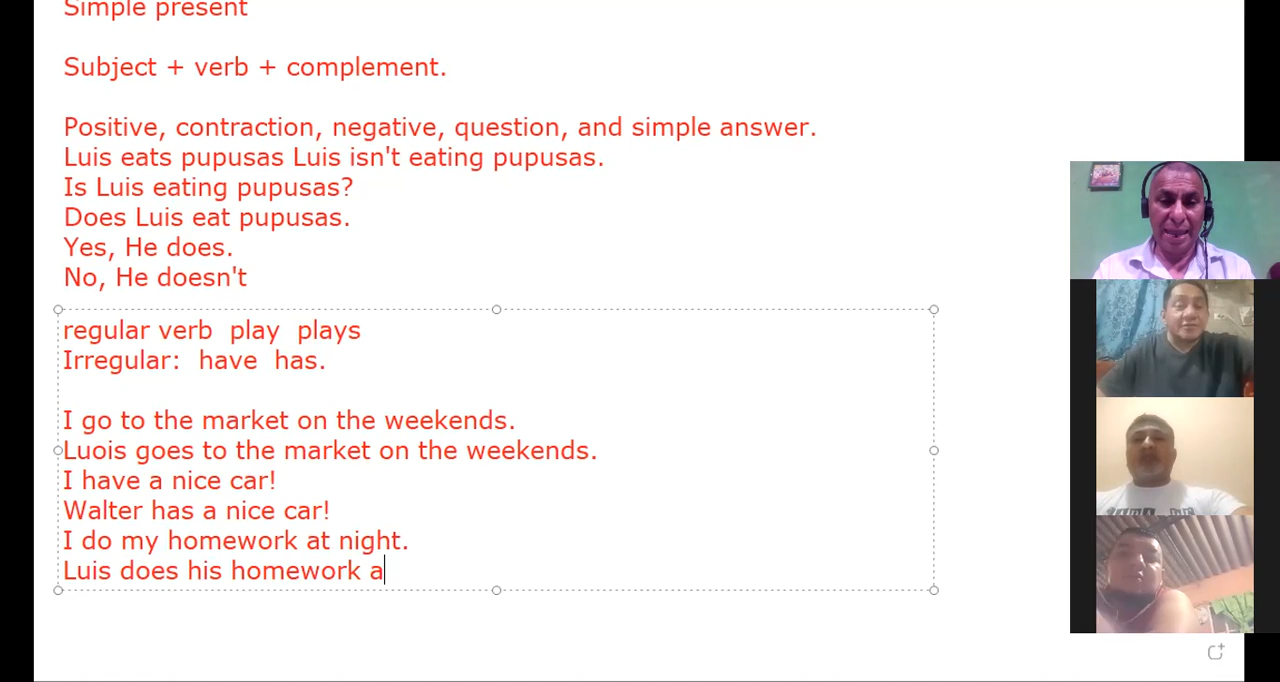 Simple present
Subject + verb + complement.
Positive, contraction, negative, question, and simple answer.
Luis eats pupusas Luis isn't eating pupusas.
Is Luis eating pupusas?
Does Luis eat pupusas.
Yes, He does.
No, He doesn't
regular verb  play  plays
Irregular:  have  has.
I go to the market on the weekends.
Luois goes to the market on the weekends.
I have a nice car!
Walter has a nice car!
I do my homework at night.
Luis does his homework a